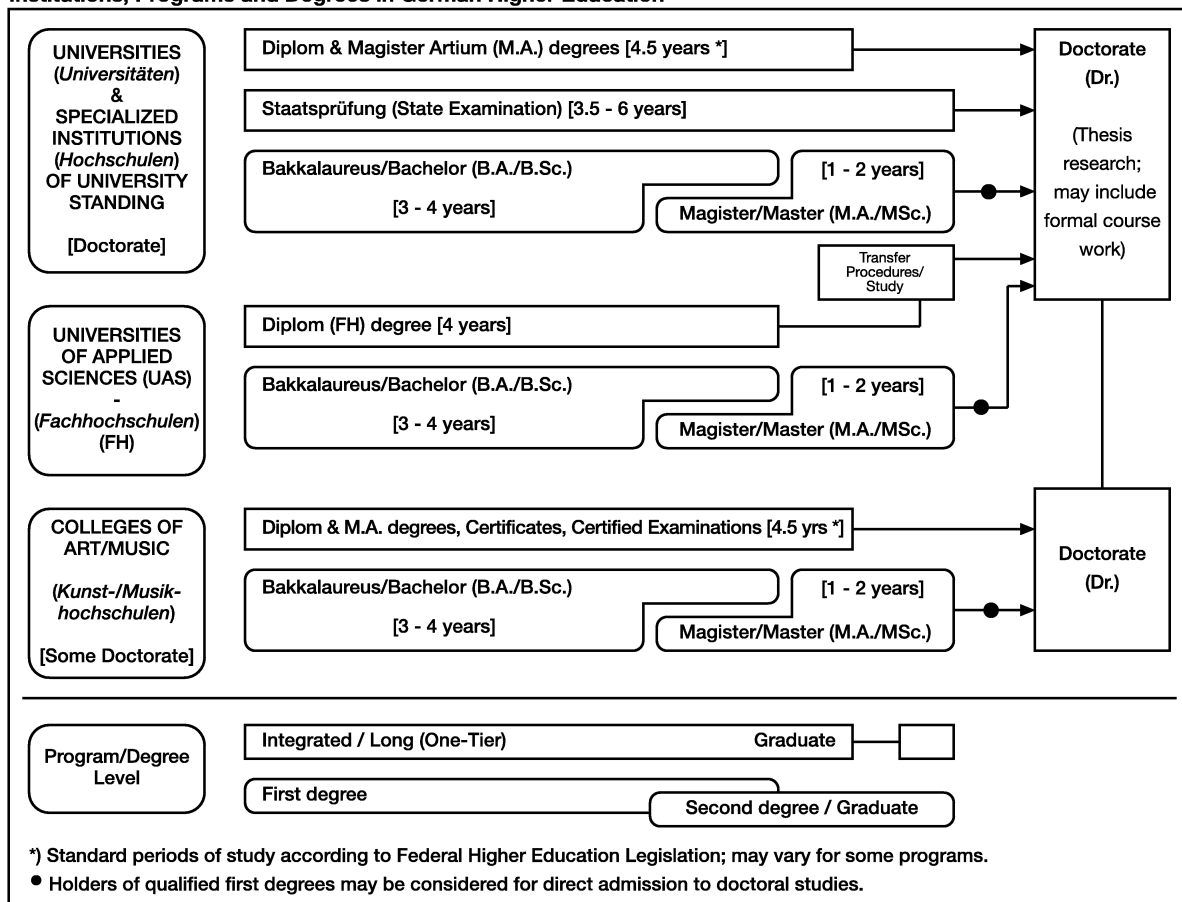 Institutions, Programs and Degrees in German Higher Education
UNIVERSITIES
(Universitäten)
&
SPECIALIZED
INSTITUTIONS
(Hochschulen)
OF UNIVERSITY
STANDING
[Doctorate]
Diplom & Magister Artium (M.A.) degrees [4.5 years *]
Staatsprüfung (State Examination) [3.5 - 6 years]
Bakkalaureus/Bachelor (B.A./B.Sc.)
[3 - 4 years]
[1 - 2 years]
Magister/Master (M.A./MSc.)
Transfer
Procedures/
Study
Doctorate
(Dr.)
(Thesis
research;
may include
formal course
work)
UNIVERSITIES
OF APPLIED
SCIENCES (UAS)
-
(Fachhochschulen)
(FH)
Diplom (FH) degree [4 years]
Bakkalaureus/Bachelor (B.A./B.Sc.)
[3 - 4 years]
[1 - 2 years]
Magister/Master (M.A./MSc.)
COLLEGES OF
ART/MUSIC
(Kunst-/Musik-
hochschulen)
[Some Doctorate]
Diplom & M.A. degrees, Certificates, Certified Examinations [4.5 yrs *]
Bakkalaureus/Bachelor (B.A./B.Sc.)
[3 - 4 years]
[1 - 2 years]
Magister/Master (M.A./MSc.)
Doctorate
(Dr.)
Program/Degree
Level
Integrated / Long (One-Tier) Graduate
First degree
Second degree / Graduate
*) Standard periods of study according to Federal Higher Education Legislation; may vary for some programs.
● Holders of qualified first degrees may be considered for direct admission to doctoral studies.